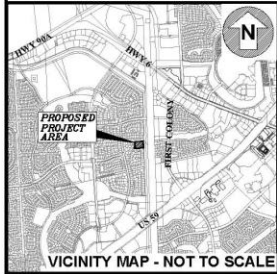 HWY 90A
HWY 6
N
PROPOSED
PROJECT
AREA
FIRST COLONY
US 59
VICINITY MAP - NOT TO SCALE